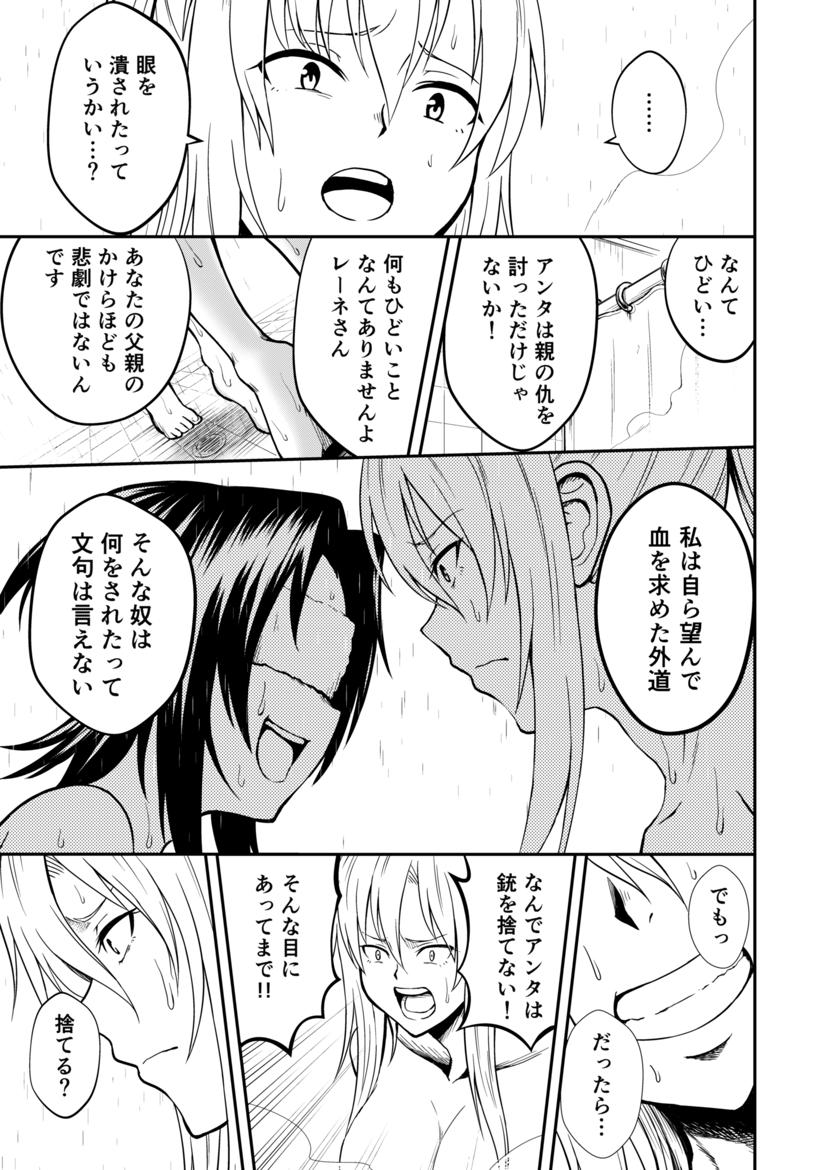 ……
眼を
潰されたって
いうかい…？
なんて
ひどい…
アンタは親の仇を
討っただけじゃ
ないか！
何もひどいこと
なんてありませんよ
レーネさん
あなたの父親の
かけらほども
悲劇ではないん
です
私は自ら望んで
血を求めた外道
そんな奴は
何をされたって
文句は言えない
でもっ
だったら…
なんでアンタは
銃を捨てない！
そんな目に
あってまで!!
捨てる？